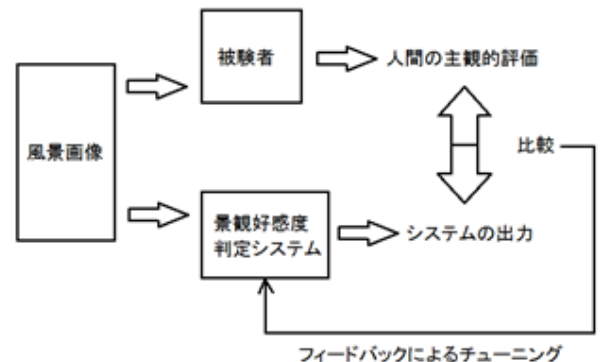 被験者
人間の主観的評価
風景画像
比較
景観好感度
判定システム
システムの出力
フィードバックによるチューニング